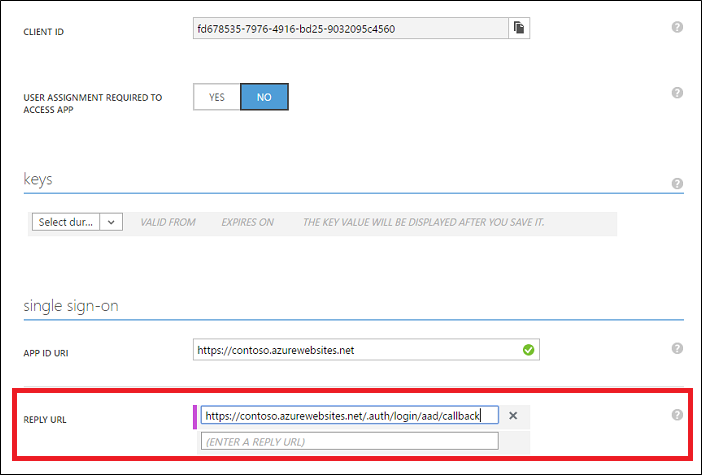 CLIENT ID
fd678535-7976-4916-bd25-9032095c4560
USER ASSIGNMENT REQUIRED TO
ACCESS APP
YES
NO
keys
Select dur...
VALID FROM
EXPIRES ON
THE KEY VALUE WILL BE DISPLAYED AFTER YOU SAVE IT.
single sign-on
APP ID URI
https://contoso.azurewebsites.net
REPLY URL
https://contoso.azurewebsites.net/.auth/login/aad/callback
(ENTER A REPLY URL)